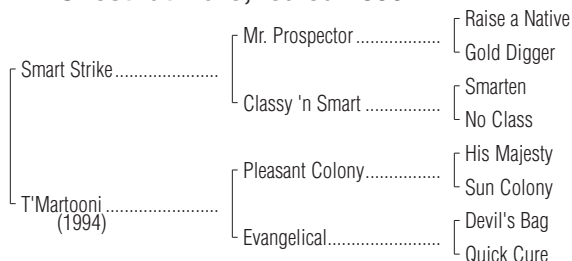 Raise a Native
Mr. Prospector
Gold Digger
Smart Strike
Smarten
Classy 'n Smart
No Class
His Majesty
Pleasant Colony
Sun Colony
T'Martooni
(1994)
Devil's Bag
Evangelical
Quick Cure